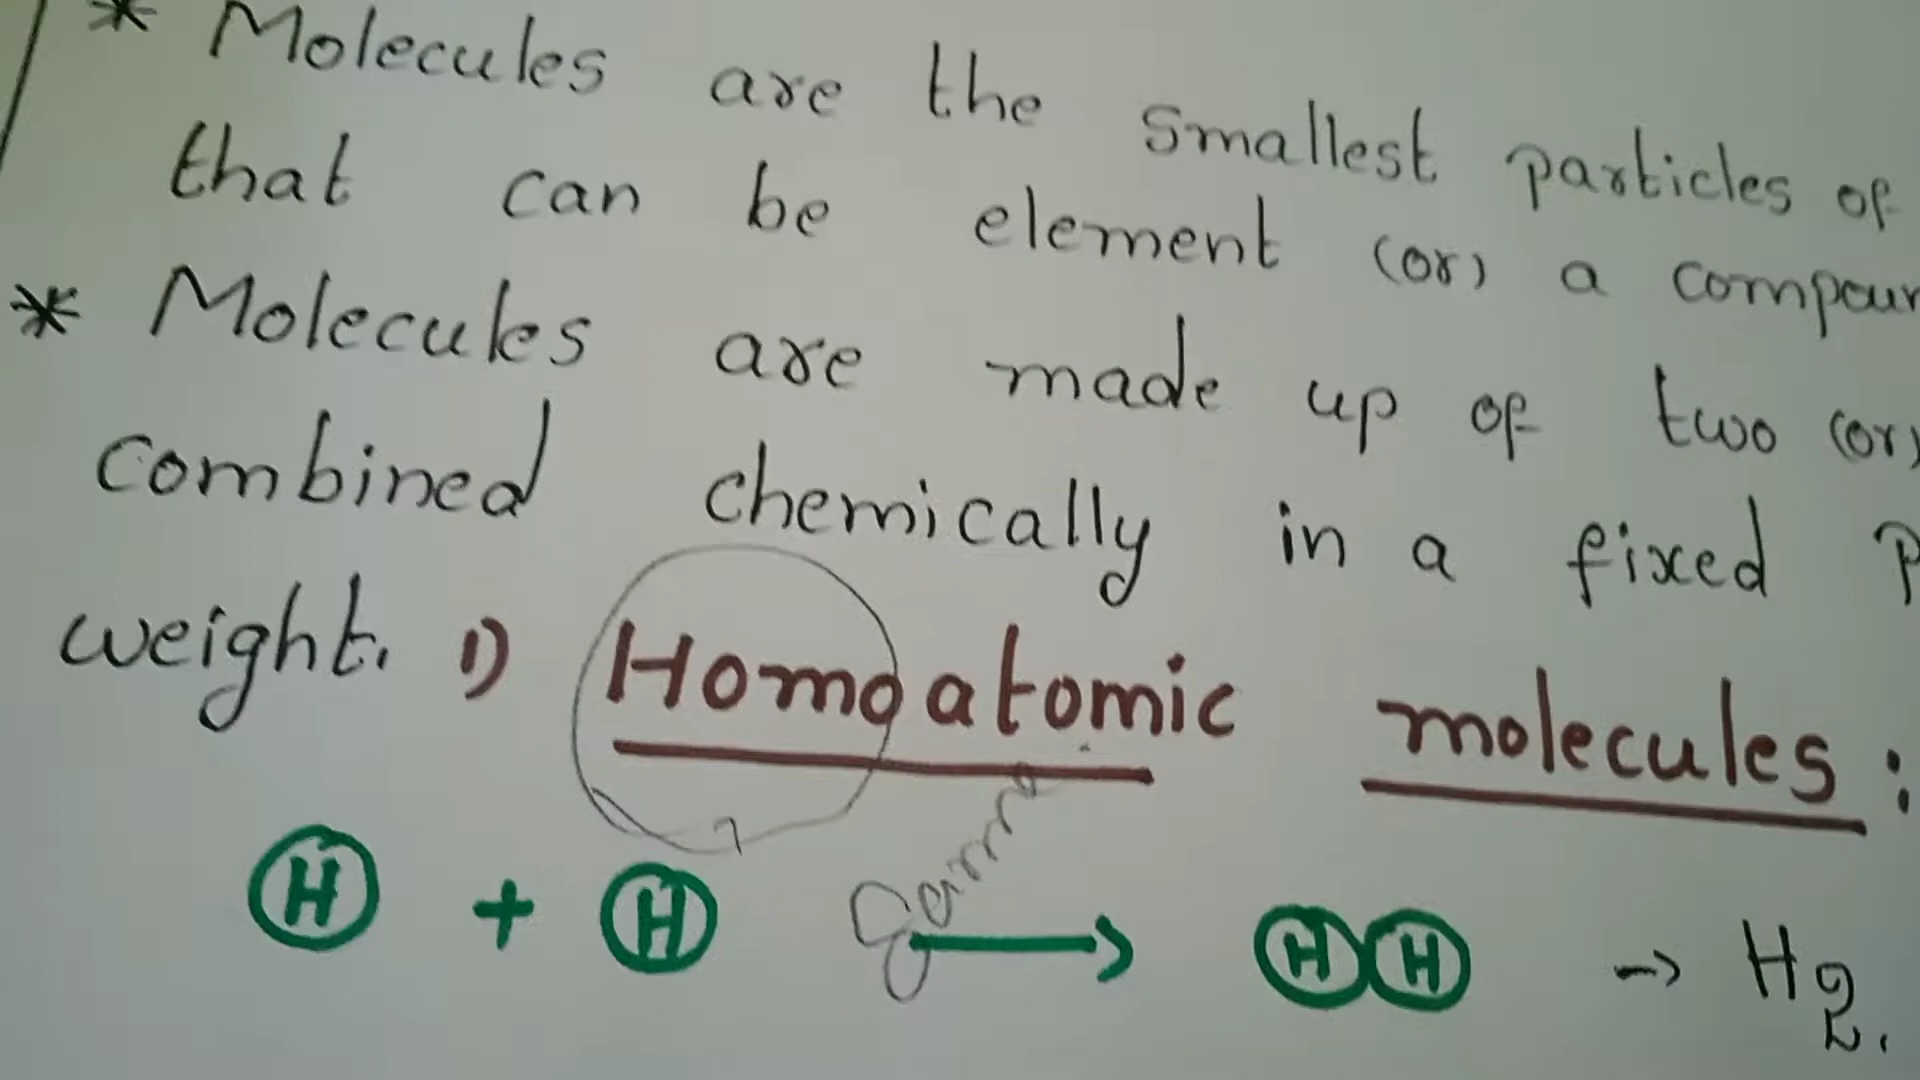 * Molecules are the smallest particles of
that can be element (or) a
* Molecules are made up of two (or)
combined chemically in a fixed P
weight. 1) Homoatomic molecules :
H + H → HH → H2.